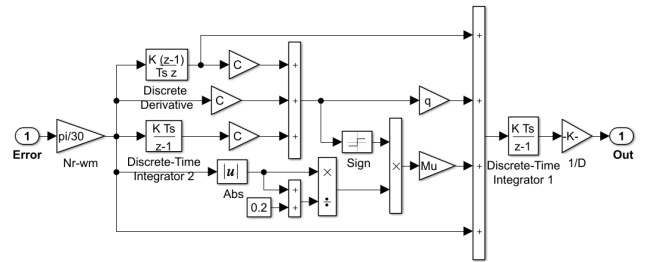 K (z-1)
Ts z
Discrete
Derivative
C
+
+
+
+
1
Error
pi/30
Nr-wm
C
q
+
K Ts
z-1
Discrete-Time
Integrator 2
C
Sign
|u|
Abs
0.2
+
+
×
÷
×
Mu
+
+
K Ts
z-1
Discrete-Time
Integrator 1
-K-
1/D
1
Out